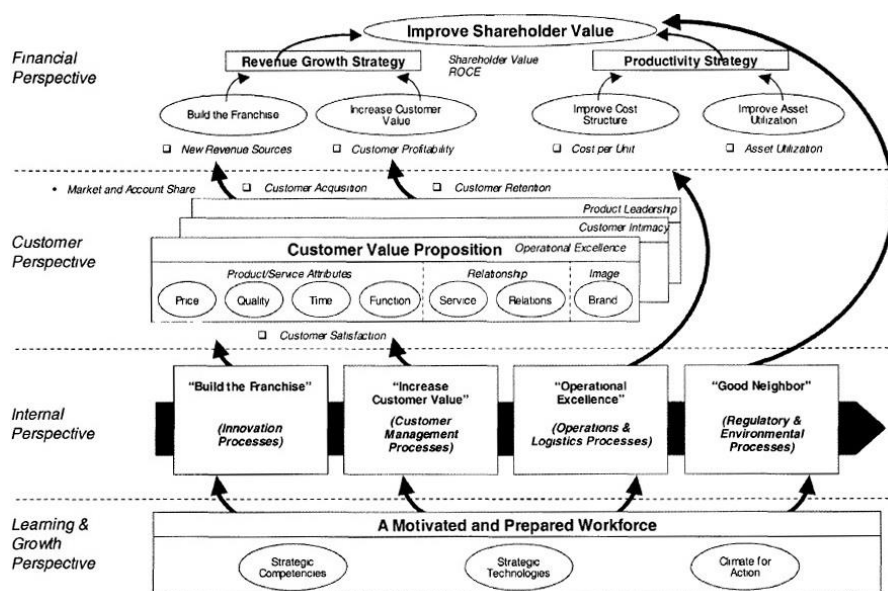 Improve Shareholder Value
Financial
Perspective
Revenue Growth Strategy
Shareholder Value
ROCE
Productivity Strategy
Build the Franchise
Increase Customer
Value
Improve Cost
Structure
Improve Asset
Utilization
❑ New Revenue Sources
❑ Customer Profitability
❑ Cost per Unit
❑ Asset Utilization
• Market and Account Share
❑ Customer Acqusition
❑ Customer Retention
Product Leadership
Customer Intimacy
Customer
Perspective
Customer Value Proposition
Operational Excellence
Product/Service Attributes
Relationship
Image
Price
Quality
Time
Function
Service
Relations
Brand
❑ Customer Satisfaction
Internal
Perspective
"Build the Franchise"
(Innovation
Processes)
"Increase
Customer Value"
(Customer
Management
Processes)
"Operational
Excellence"
(Operations &
Logistics Processes)
"Good Neighbor"
(Regulatory &
Environmental
Processes)
Learning &
Growth
Perspective
A Motivated and Prepared Workforce
Strategic
Competencies
Strategic
Technologies
Climate for
Action